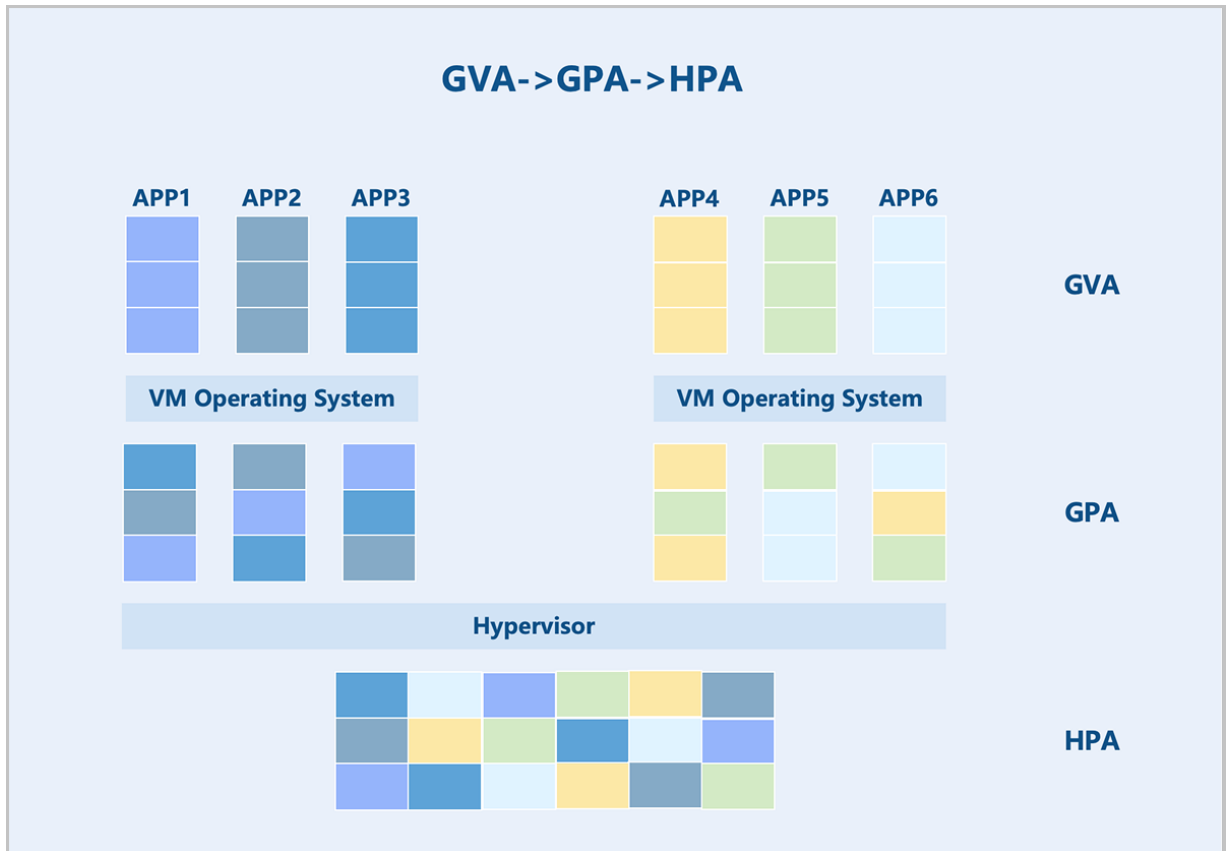 GVA->GPA->HPA
APP1 APP2 APP3 APP4 APP5 APP6
GVA
VM Operating System VM Operating System
GPA
Hypervisor
HPA